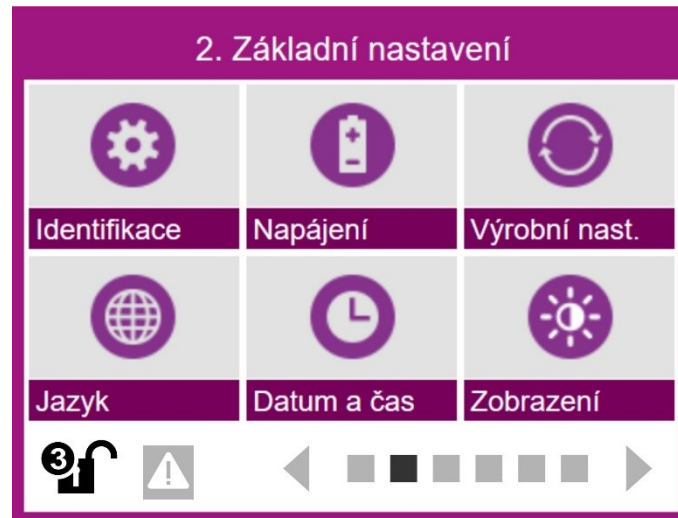 2. Základní nastavení
Identifikace
Napájení
Výrobní nast.
Jazyk
Datum a čas
Zobrazení
3